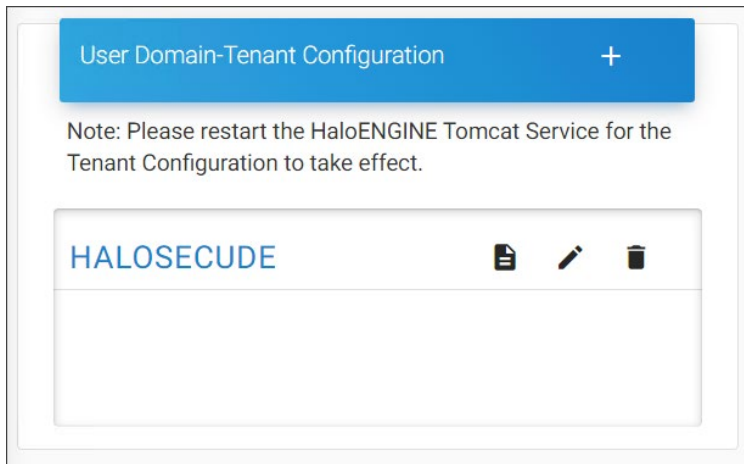 User Domain-Tenant Configuration +
Note: Please restart the HaloENGINE Tomcat Service for the
Tenant Configuration to take effect.
HALOSECUDE